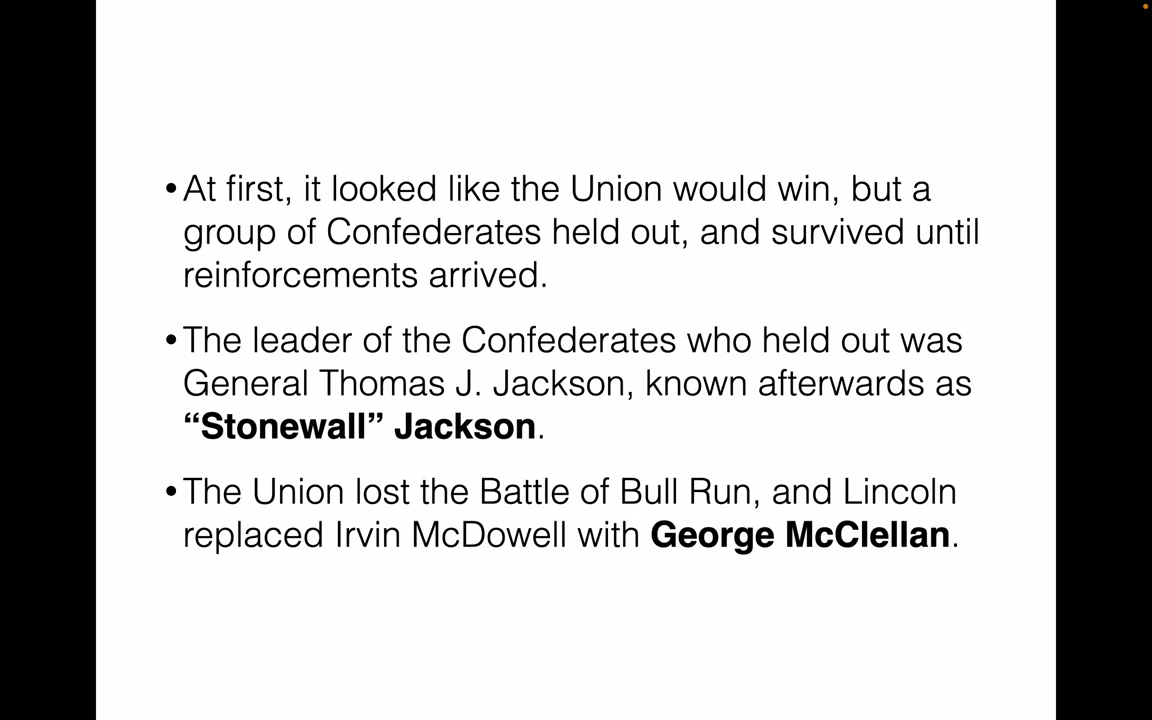 •At first, it looked like the Union would win, but a
group of Confederates held out, and survived until
reinforcements arrived.
•The leader of the Confederates who held out was
General Thomas J. Jackson, known afterwards as
“Stonewall” Jackson.
•The Union lost the Battle of Bull Run, and Lincoln
replaced Irvin McDowell with George McClellan.